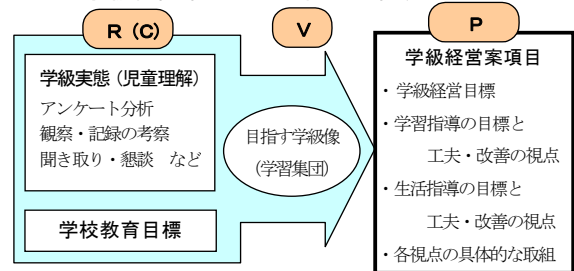 R (C)
V
P
学級実態 (児童理解)
アンケート分析
観察・記録の考察
聞き取り・懇談 など
学校教育目標
目指す学級像
(学習集団)
学級経営案項目
・学級経営目標
・学習指導の目標と
工夫・改善の視点
・生活指導の目標と
工夫・改善の視点
・各視点の具体的な取組